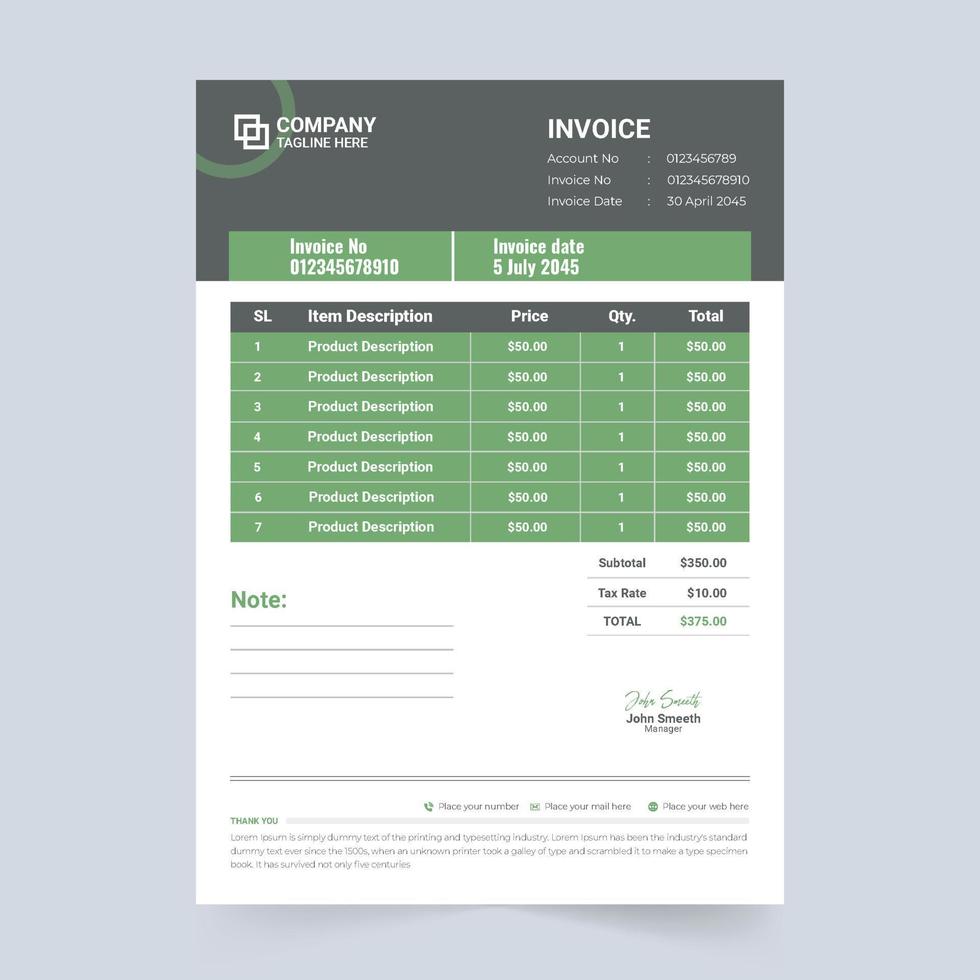 COMPANY
TAGLINE HERE
INVOICE
Account No : 0123456789
Invoice No : 012345678910
Invoice Date : 30 April 2045
Invoice No
012345678910
Invoice date
5 July 2045
SL Item Description Price Qty. Total
1 Product Description $50.00 1 $50.00
2 Product Description $50.00 1 $50.00
3 Product Description $50.00 1 $50.00
4 Product Description $50.00 1 $50.00
5 Product Description $50.00 1 $50.00
6 Product Description $50.00 1 $50.00
7 Product Description $50.00 1 $50.00
Subtotal $350.00
Tax Rate $10.00
TOTAL $375.00
Note:
John Smeeth
John Smeeth
Manager
Place your number Place your mail here Place your web here
THANK YOU
Lorem Ipsum is simply dummy text of the printing and typesetting industry. Lorem Ipsum has been the industry's standard
dummy text ever since the 1500s, when an unknown printer took a galley of type and scrambled it to make a type specimen
book. It has survived not only five centuries